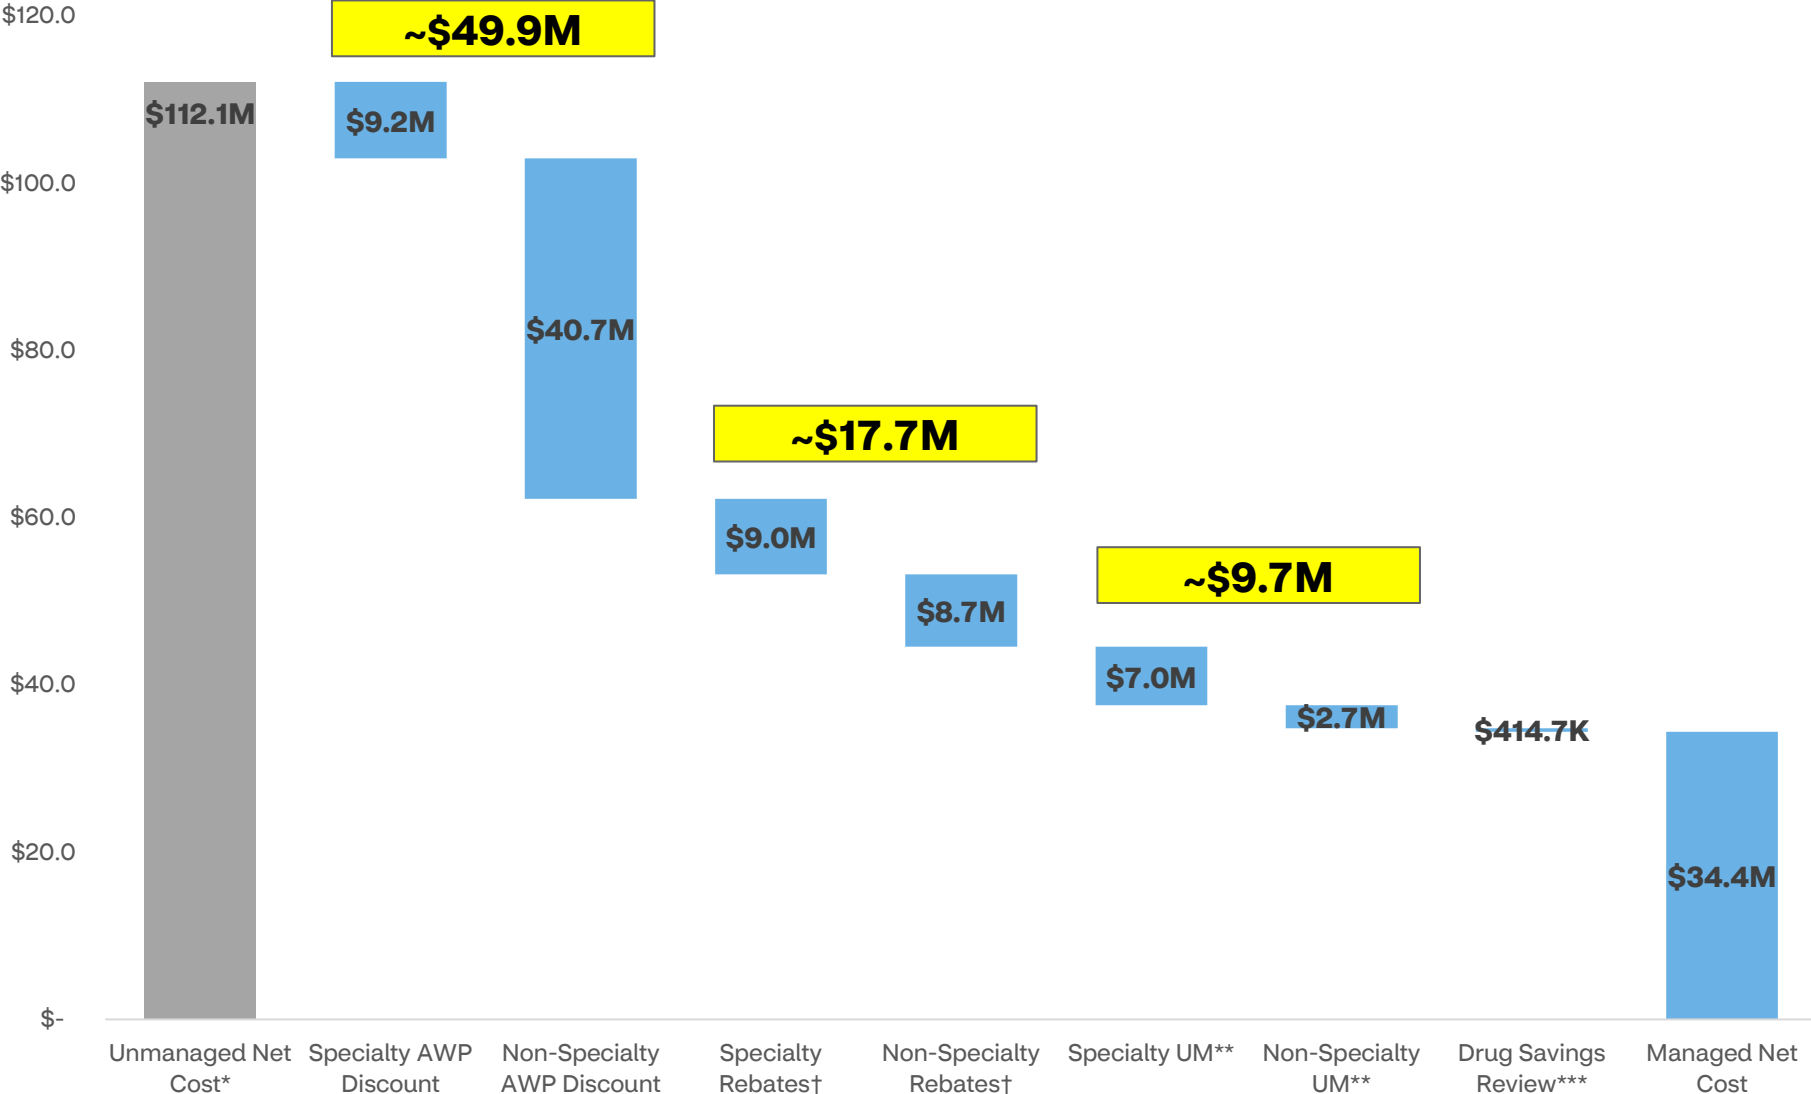 $120.0
~$49.9M
$112.1M
$9.2M
$100.0
$40.7M
$80.0
~$17.7M
$60.0
$9.0M
~$9.7M
$8.7M
$7.0M
$40.0
$2.7M
$414.7K
$20.0
$34.4M
$-
Unmanaged Net
Cost*
Specialty AWP
Discount
Non-Specialty
AWP Discount
Specialty
Rebates†
Non-Specialty
Rebates†
Specialty UM**
Non-Specialty
UM**
Drug Savings
Review***
Managed Net
Cost